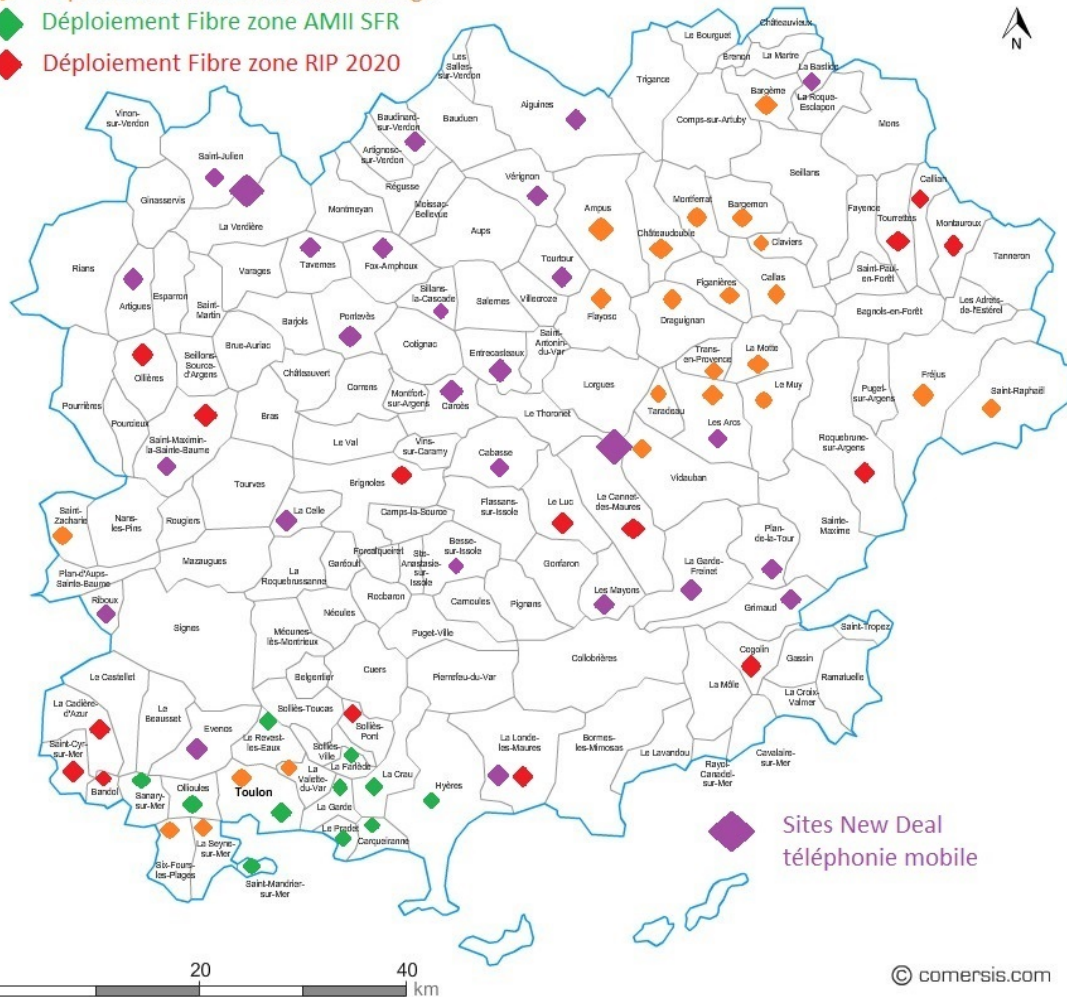 Déploiement Fibre zone AMII SFR
Déploiement Fibre zone RIP 2020
N
Châteauvieux
Le Bourguet
Brenon
La Martre
La Bastide
Les
Salles-
sur-Verdon
Trigance
Bargème
La Roque-
Esclapon
Aiguines
Bauduen
Comps-sur-Artuby
Mons
Vinon-
sur-Verdon
Baudinard-
sur-Verdon
Artignosc-
sur-Verdon
Saint-Julien
Régusse
Vérignon
Seillans
Callian
Ginasservis
Montmeyan
Moissac-
Bellevue
Ampus
Montferrat
Bargemon
Fayence
Tourrettes
Montauroux
La Verdière
Aups
Châteaudouble
Claviers
Tanneron
Rians
Varages
Tavernes
Fox-Amphoux
Tourtour
Saint-Paul-
en-Forêt
Artigues
Esparron
Saint-
Martin
Sillans-
la-Cascade
Salernes
Villecroze
Figanières
Callas
Flayosc
Draguignan
Bagnols-en-Forêt
Les Adrets-
de-l'Estérel
Barjols
Pontevès
Cotignac
Saint-
Antonin-
du-Var
Brue-Auriac
Seillons-
Source-
d'Argens
Ollières
Châteauvert
Entrecasteaux
Trans-
en-Provence
La Motte
Lorgues
Le Muy
Puget-
sur-Argens
Fréjus
Saint-Raphaël
Correns
Montfort-
sur-Argens
Carcès
Pourrières
Pourcieux
Bras
Le Thoronet
Taradeau
Les Arcs
Saint-Maximin-
la-Sainte-Baume
Le Val
Vins-
sur-Caramy
Cabasse
Roquebrune-
sur-Argens
Vidauban
Tourves
Brignoles
Saint-
Zacharie
Nans-
les-Pins
Rougiers
La Celle
Camps-la-Source
Flassans-
sur-Issole
Le Luc
Le Cannet-
des-Maures
Sainte-
Maxime
Plan-
de-la-Tour
Mazaugues
Forcalqueiret
Garéoult
Ste-
Anastasie-
sur-
Issole
Besse-
sur-Issole
Gonfaron
La Garde-
Freinet
Plan-d'Aups-
Sainte-Baume
La
Roquebrussanne
Rocbaron
Carnoules
Pignans
Les Mayons
Grimaud
Riboux
Signes
Néoules
Méounes-
lès-Montrieux
Puget-Ville
Saint-Tropez
Collobrières
Cogolin
Gassin
Ramatuelle
Le Castellet
Belgentier
Cuers
Pierrefeu-du-Var
La Môle
La Croix-
Valmer
La Cadière-
d'Azur
Le
Beausset
Evenos
Solliès-Toucas
Solliès-
Pont
Le Revest-
les-Eaux
Solliès-
Ville
La Farlède
La Londe-
les-Maures
Bormes-
les-Mimosas
Le Lavandou
Rayol-
Canadel-
sur-Mer
Cavalaire-
sur-Mer
Saint-Cyr-
sur-Mer
Bandol
Sanary-
sur-Mer
Ollioules
Toulon
La
Valette-
du-Var
La Crau
Hyères
La Garde
Le Pradet
Carqueiranne
La Seyne-
sur-Mer
Six-Fours-
les-Plages
Saint-Mandrier-
sur-Mer
Sites New Deal
téléphonie mobile
20
40
km
© comersis.com